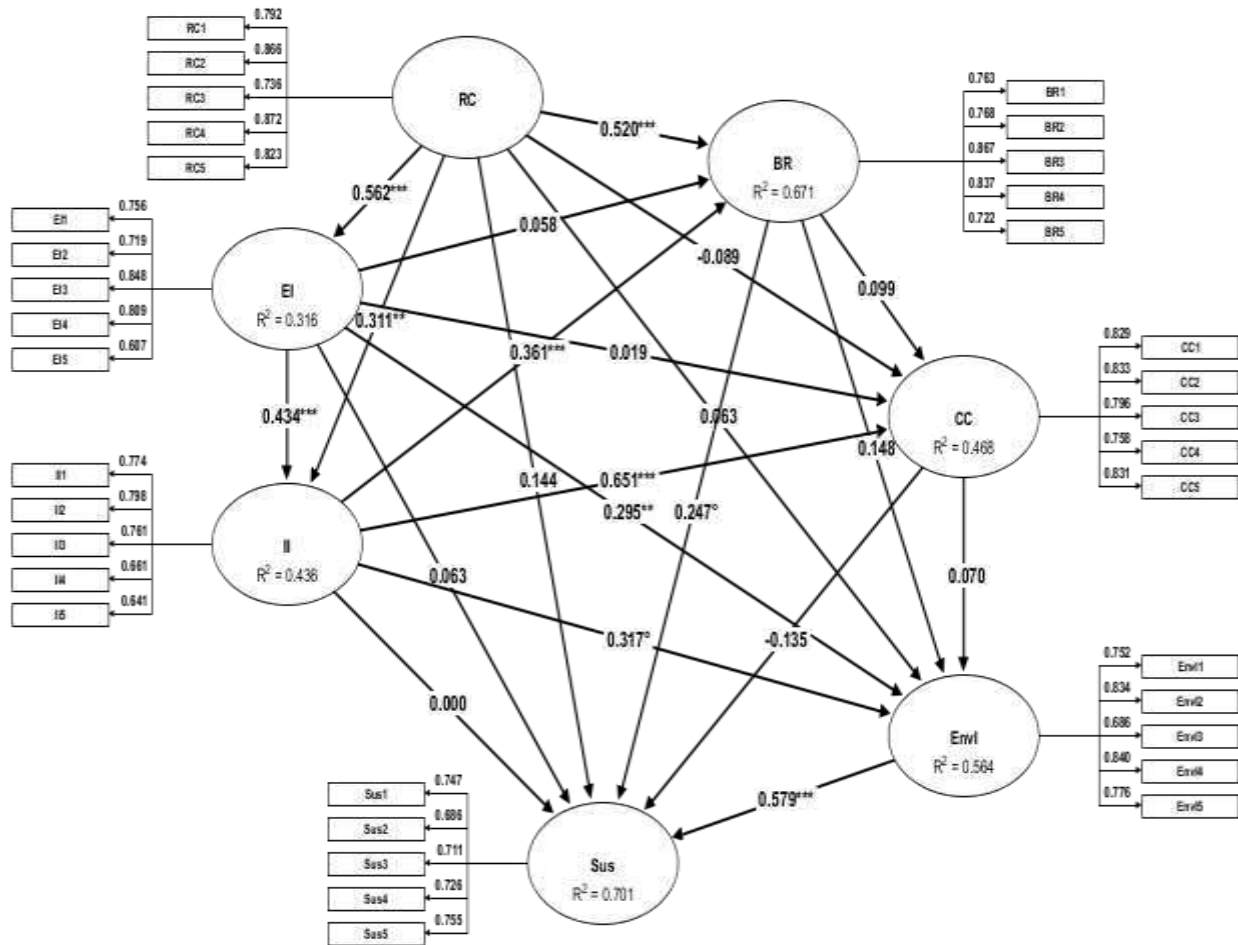 RC1
0.792
RC2
0.866
RC3
0.736
RC4
0.872
RC5
0.823
RC
BR
R² = 0.671
0.763
BR1
0.768
BR2
0.867
BR3
0.837
BR4
0.722
BR5
0.520***
0.562***
0.058
-0.089
0.099
EI1
0.756
EI2
0.719
EI3
0.848
EI4
0.809
EI5
0.607
EI
R² = 0.316
0.311**
0.361***
0.019
0.434***
0.063
0.148
0.829
CC1
0.833
CC2
0.796
CC3
0.758
CC4
0.831
CC5
CC
R² = 0.468
II1
0.774
II2
0.798
II3
0.761
II4
0.661
II5
0.641
II
R² = 0.436
0.144
0.651***
0.295**
0.247°
0.063
0.070
0.317°
-0.135
0.000
0.752
EnvI1
0.834
EnvI2
0.686
EnvI3
0.840
EnvI4
0.776
EnvI5
EnvI
R² = 0.564
0.579***
Sus1
0.747
Sus2
0.686
Sus3
0.711
Sus4
0.726
Sus5
0.755
Sus
R² = 0.701